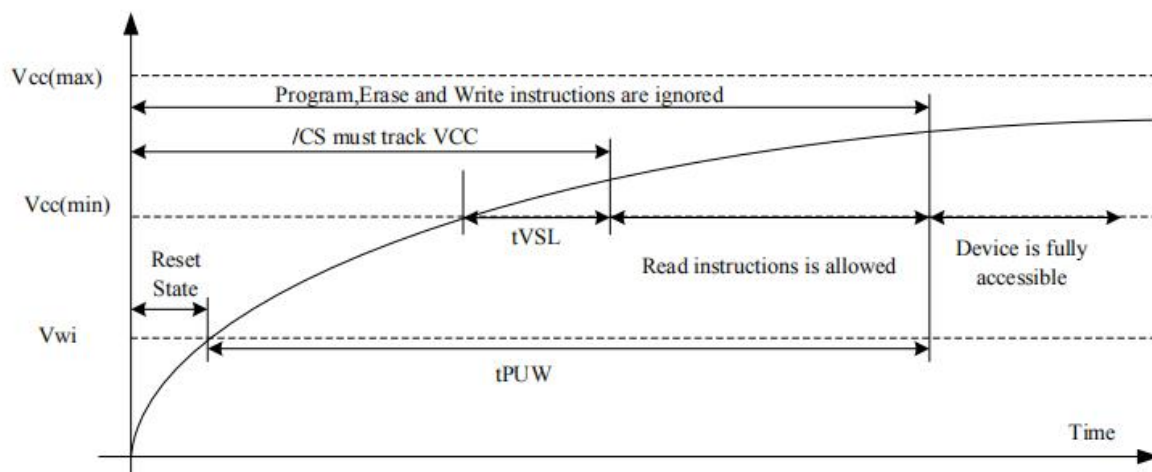 Vcc(max)
Program,Erase and Write instructions are ignored
/CS must track VCC
Vcc(min)
tVSL
Reset
State
Read instructions is allowed
Device is fully
accessible
Vwi
tPUW
Time